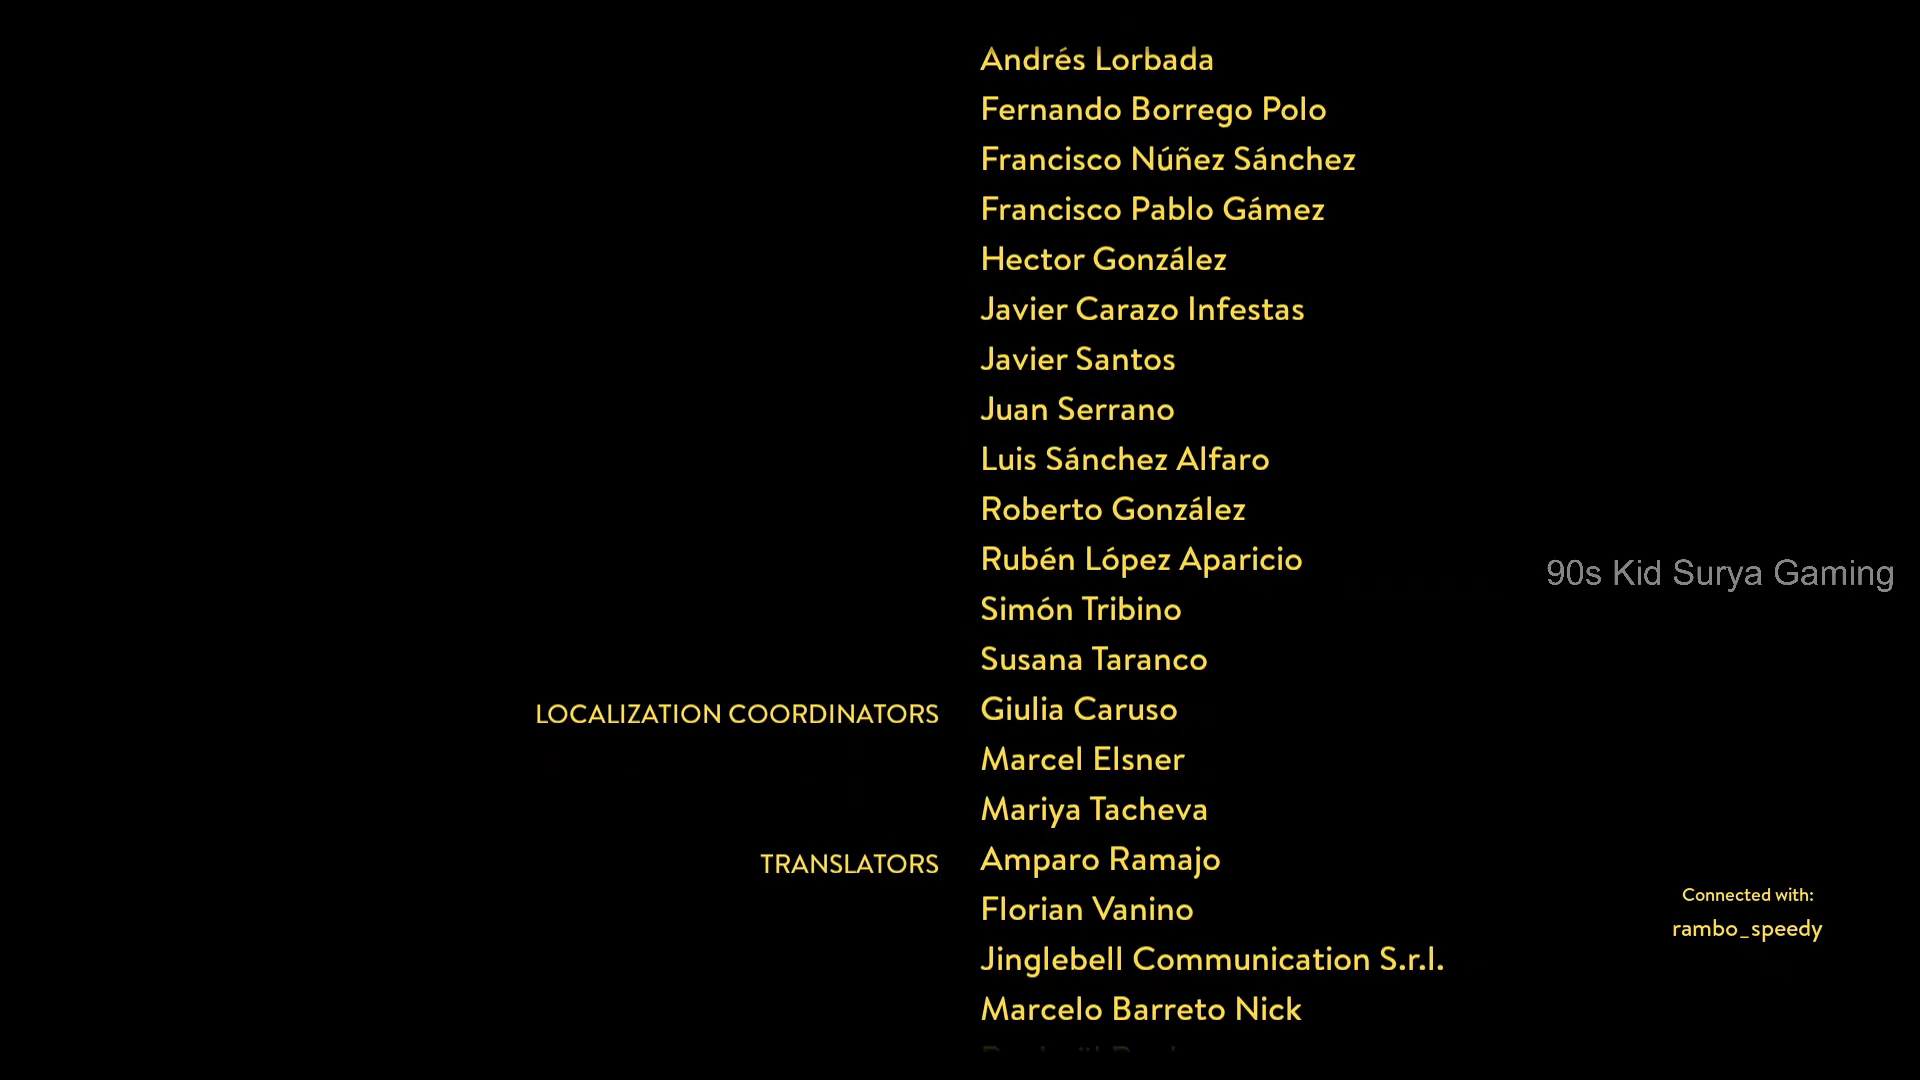 Andrés Lorbada
Fernando Borrego Polo
Francisco Núñez Sánchez
Francisco Pablo Gámez
Hector González
Javier Carazo Infestas
Javier Santos
Juan Serrano
Luis Sánchez Alfaro
Roberto González
Rubén López Aparicio
90s Kid Surya Gaming
Simón Tribino
Susana Taranco
LOCALIZATION COORDINATORS Giulia Caruso
Marcel Elsner
Mariya Tacheva
TRANSLATORS Amparo Ramajo
Connected with:
Florian Vanino
rambo_speedy
Jinglebell Communication S.r.l.
Marcelo Barreto Nick